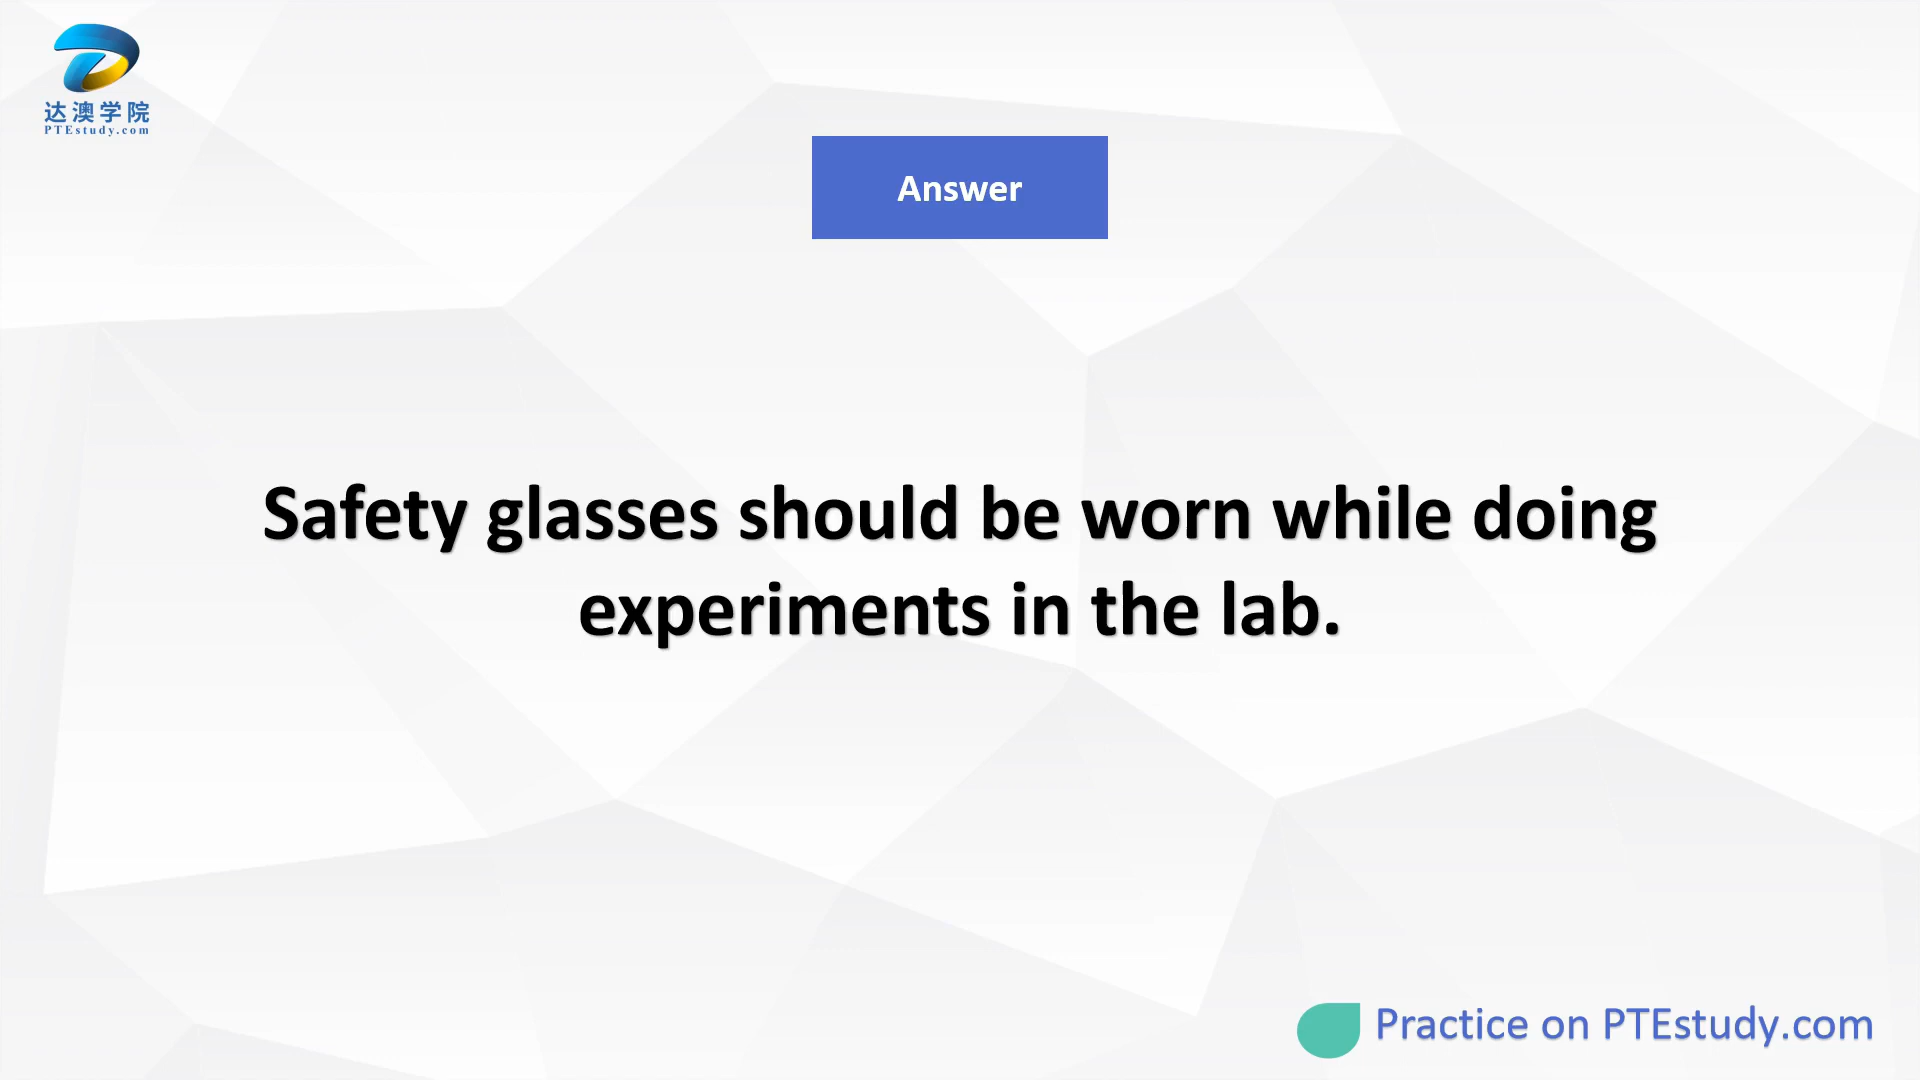 达澳学院
PTEstudy.com
Answer
Safety glasses should be worn while doing
experiments in the lab.
Practice on PTEstudy.com